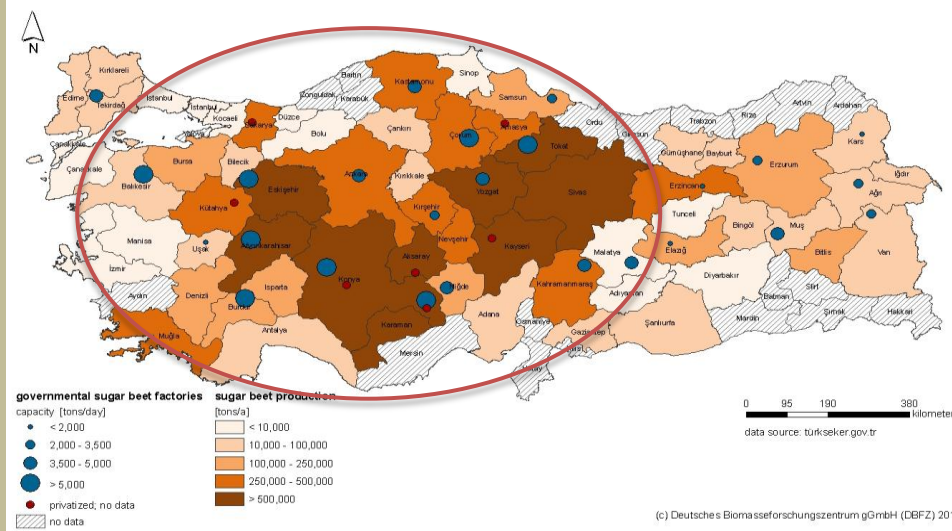 N
Kırklareli
Edirne
Tekirdağ
İstanbul
İstanbul
Kocaeli
Sakarya
Düzce
Zonguldak
Bartın
Karabük
Kastamonu
Sinop
Samsun
Ordu
Giresun
Trabzon
Rize
Artvin
Ardahan
Kars
Iğdır
Ağrı
Erzurum
Bayburt
Gümüşhane
Erzincan
Tunceli
Bingöl
Muş
Bitlis
Van
Hakkari
Şırnak
Siirt
Batman
Mardin
Diyarbakır
Elazığ
Malatya
Adıyaman
Şanlıurfa
Gaziantep
Kahramanmaraş
Osmaniye
Hatay
Adana
Mersin
Niğde
Kayseri
Sivas
Tokat
Amasya
Çorum
Yozgat
Kırşehir
Nevşehir
Aksaray
Konya
Karaman
Antalya
Isparta
Burdur
Denizli
Muğla
Aydın
İzmir
Manisa
Uşak
Afyonkarahisar
Kütahya
Eskişehir
Bilecik
Bursa
Balıkesir
Çanakkale
Çanakkale
Bolu
Çankırı
Kırıkkale
Ankara
governmental sugar beet factories
capacity [tons/day]
< 2,000
2,000 - 3,500
3,500 - 5,000
> 5,000
privatized; no data
no data
sugar beet production
[tons/a]
< 10,000
10,000 - 100,000
100,000 - 250,000
250,000 - 500,000
> 500,000
0 95 190 380
kilometer
data source: türkseker.gov.tr
(c) Deutsches Biomasseforschungszentrum gGmbH (DBFZ) 20